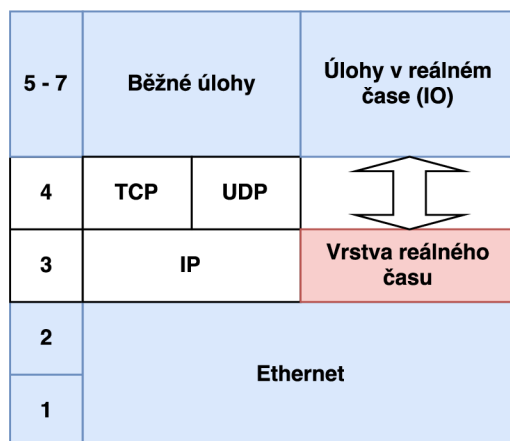 5 - 7
Běžné úlohy
Úlohy v reálném
čase (IO)
4
TCP
UDP
3
IP
Vrstva reálného
času
2
Ethernet
1